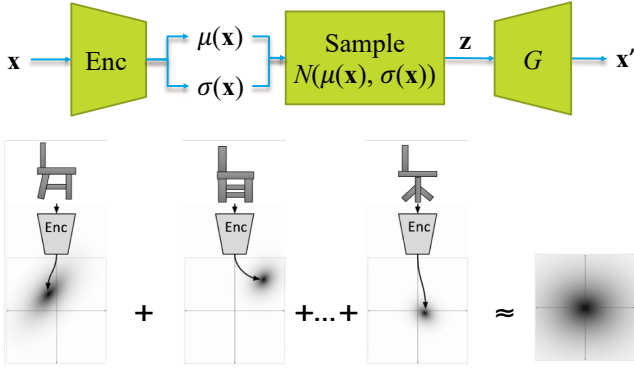 x
Enc
μ(x)
σ(x)
Sample
N(μ(x), σ(x))
z
G
x′
Enc
Enc
Enc
+
+...+
≈